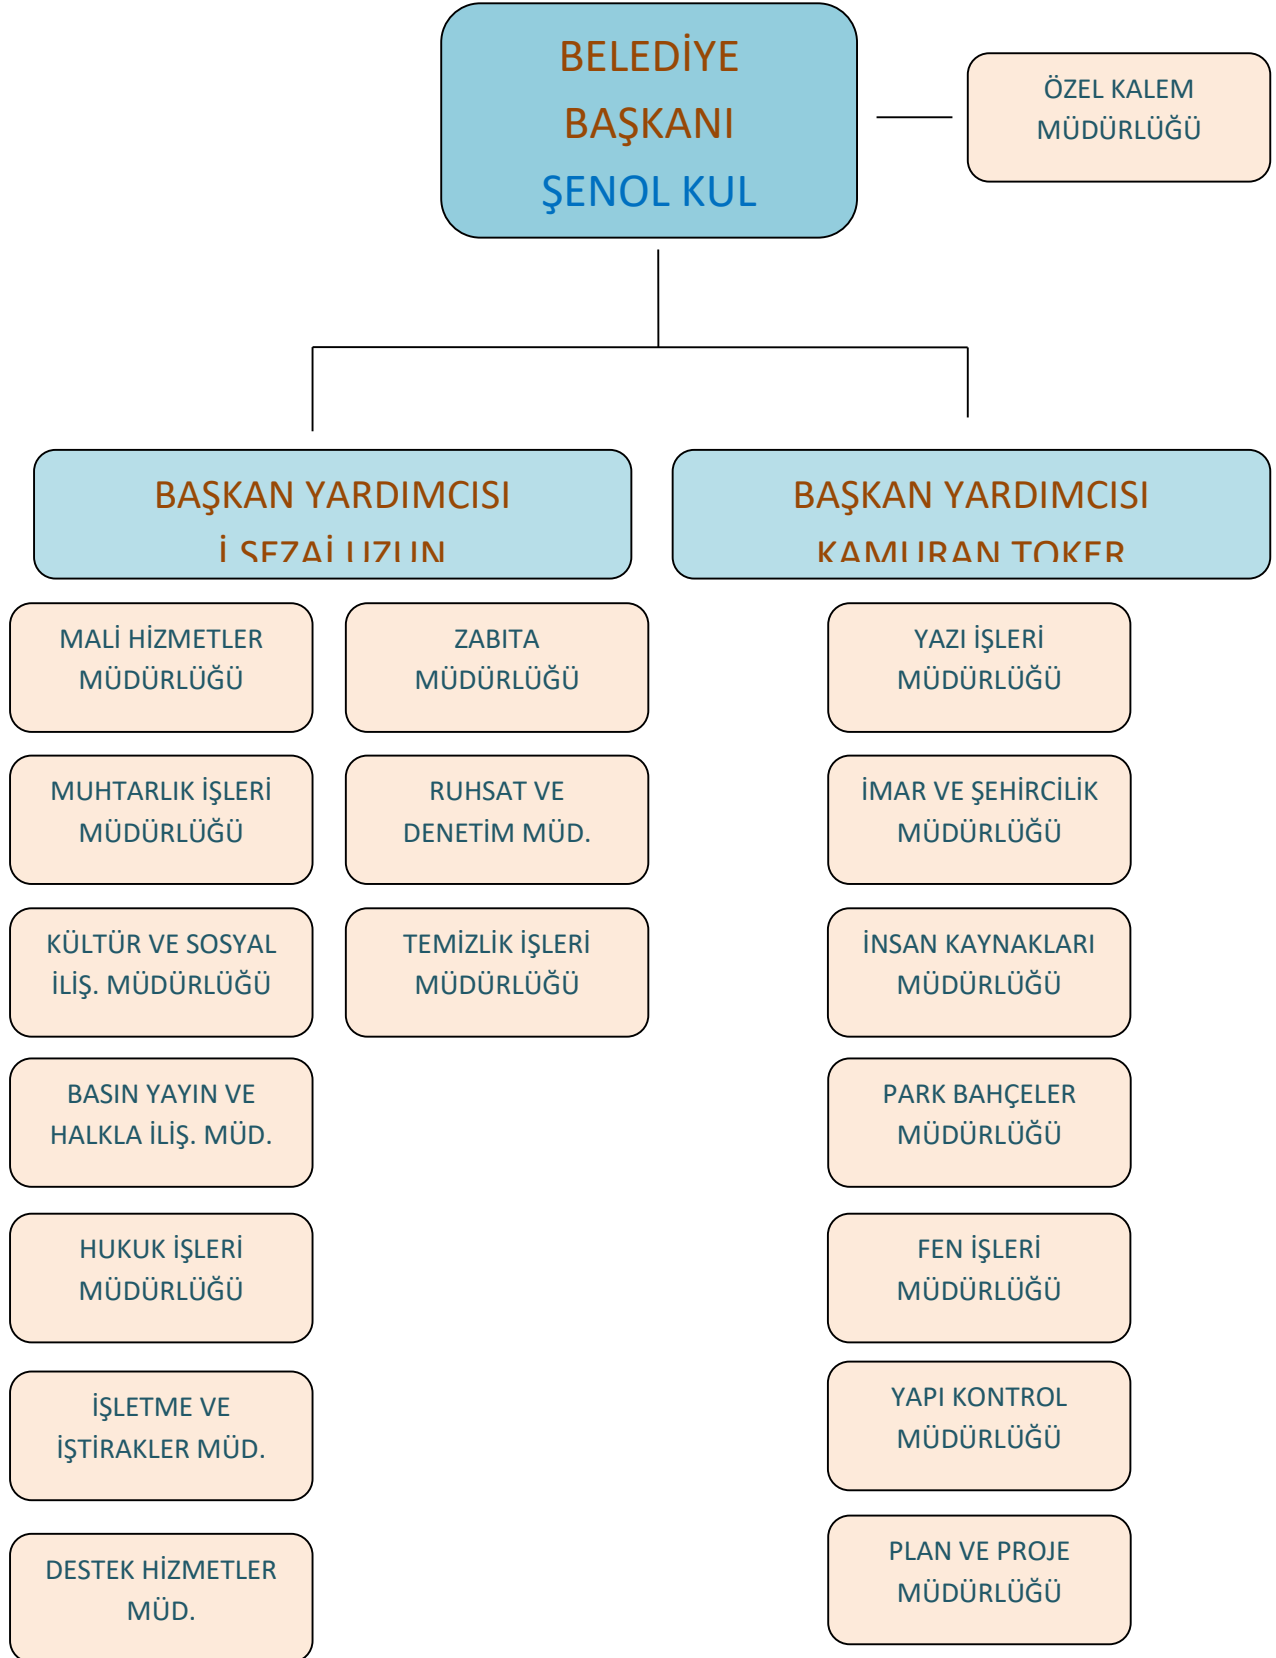 BELEDİYE
BAŞKANI
ŞENOL KUL
ÖZEL KALEM
MÜDÜRLÜĞÜ
BAŞKAN YARDIMCISI
İ.SEZAİ UZUN
BAŞKAN YARDIMCISI
KAMURAN TOKER
MALİ HİZMETLER
MÜDÜRLÜĞÜ
ZABITA
MÜDÜRLÜĞÜ
YAZI İŞLERİ
MÜDÜRLÜĞÜ
MUHTARLIK İŞLERİ
MÜDÜRLÜĞÜ
RUHSAT VE
DENETİM MÜD.
İMAR VE ŞEHİRCİLİK
MÜDÜRLÜĞÜ
KÜLTÜR VE SOSYAL
İLİŞ. MÜDÜRLÜĞÜ
TEMİZLİK İŞLERİ
MÜDÜRLÜĞÜ
İNSAN KAYNAKLARI
MÜDÜRLÜĞÜ
BASIN YAYIN VE
HALKLA İLİŞ. MÜD.
PARK BAHÇELER
MÜDÜRLÜĞÜ
HUKUK İŞLERİ
MÜDÜRLÜĞÜ
FEN İŞLERİ
MÜDÜRLÜĞÜ
İŞLETME VE
İŞTİRAKLER MÜD.
YAPI KONTROL
MÜDÜRLÜĞÜ
DESTEK HİZMETLER
MÜD.
PLAN VE PROJE
MÜDÜRLÜĞÜ